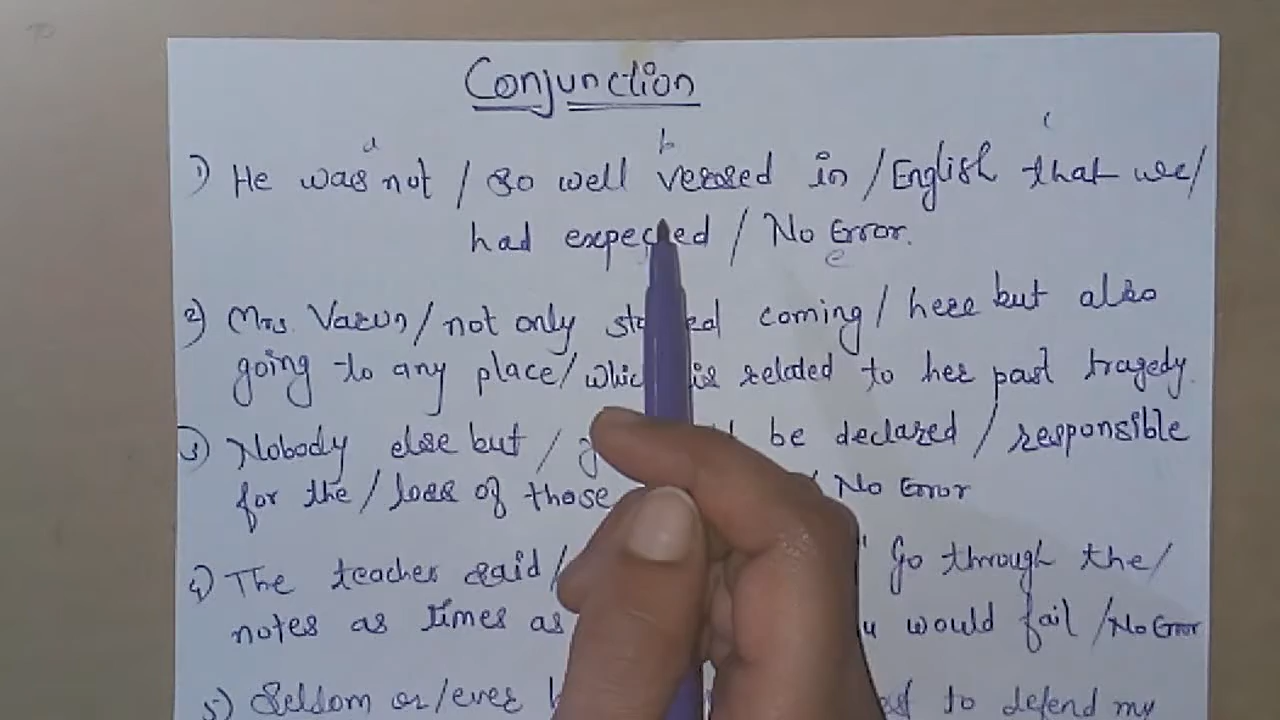 Conjunction
a b c
1) He was not / so well versed in / English that we /
had expected / No Error.
e
2) Mrs. Varun / not only coming / here but also
going to any place / which is related to her past tragedy.
3) Nobody else but / be declared / responsible
for the / loss of those / No Error
4) The teacher said / Go through the /
notes as times as would fail / No Error
5) Seldom or / ever to defend my